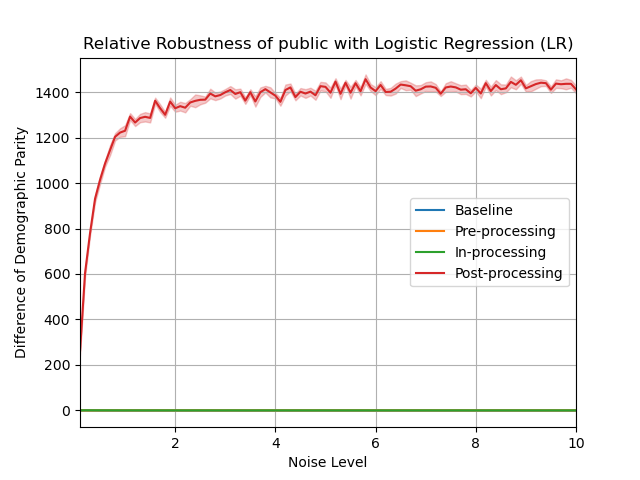 Relative Robustness of public with Logistic Regression (LR)
Difference of Demographic Parity
1400
1200
1000
800
600
400
200
0
Baseline
Pre-processing
In-processing
Post-processing
2 4 6 8 10
Noise Level